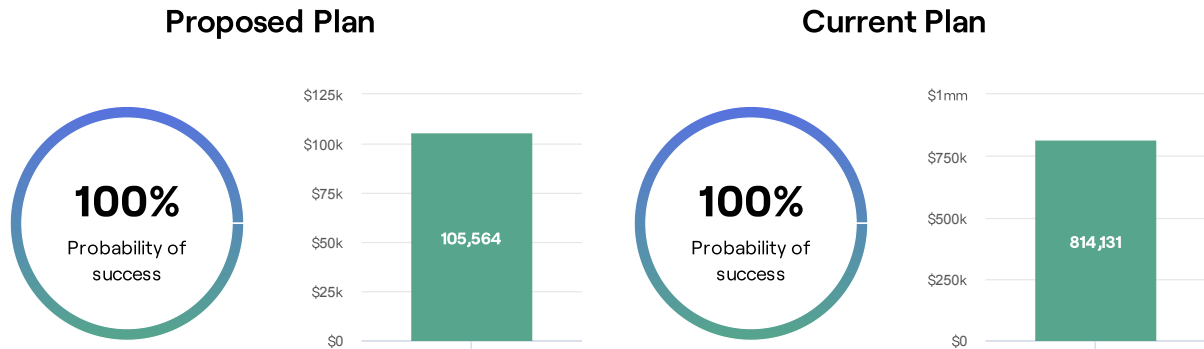 Proposed Plan
100%
Probability of
success
$125k
$100k
$75k
$50k
$25k
$0
105,564
Current Plan
100%
Probability of
success
$1mm
$750k
$500k
$250k
$0
814,131